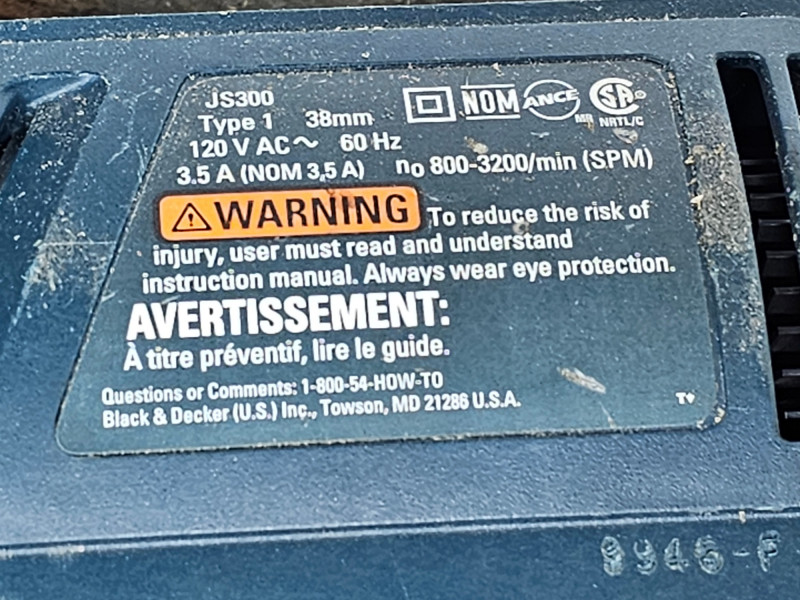 JS300
Type 1 38mm
NOM ANCE SA® NRTL/C
120 V AC~ 60 Hz
3.5 A (NOM 3,5 A) no 800-3200/min (SPM)
⚠WARNING To reduce the risk of
injury, user must read and understand
instruction manual. Always wear eye protection.
AVERTISSEMENT:
À titre préventif, lire le guide.
Questions or Comments: 1-800-54-HOW-TO
Black & Decker (U.S.) Inc., Towson, MD 21286 U.S.A.